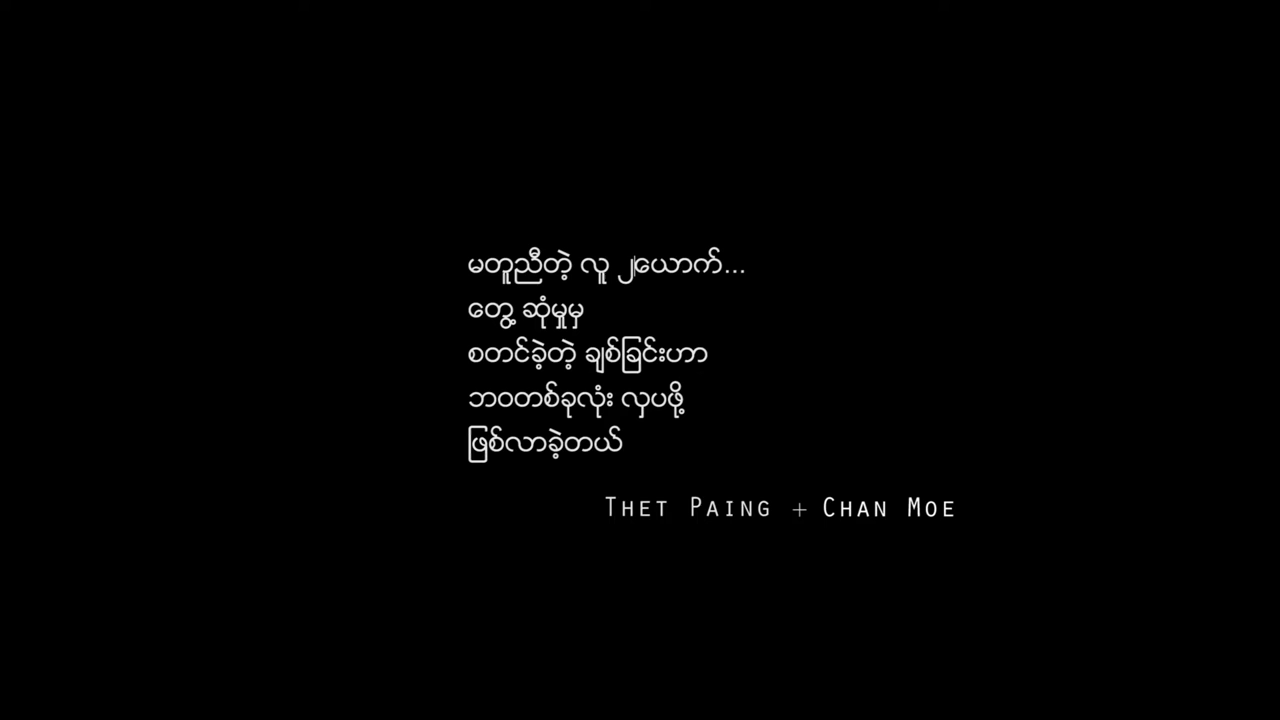 မတူညီတဲ့ လူ ၂ယောက်...
တွေ့ ဆုံမှုမှ
စတင်ခဲ့တဲ့ ချစ်ခြင်းဟာ
ဘဝတစ်ခုလုံး လှပဖို့
ဖြစ်လာခဲ့တယ်
THET PAING + CHAN MOE